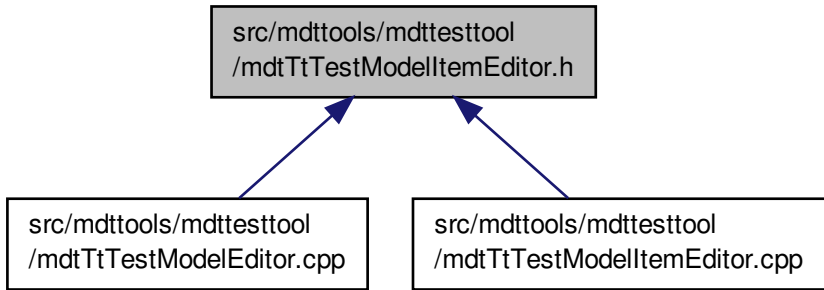 src/mdttools/mdttesttool
/mdtTtTestModelItemEditor.h
src/mdttools/mdttesttool
/mdtTtTestModelEditor.cpp
src/mdttools/mdttesttool
/mdtTtTestModelItemEditor.cpp